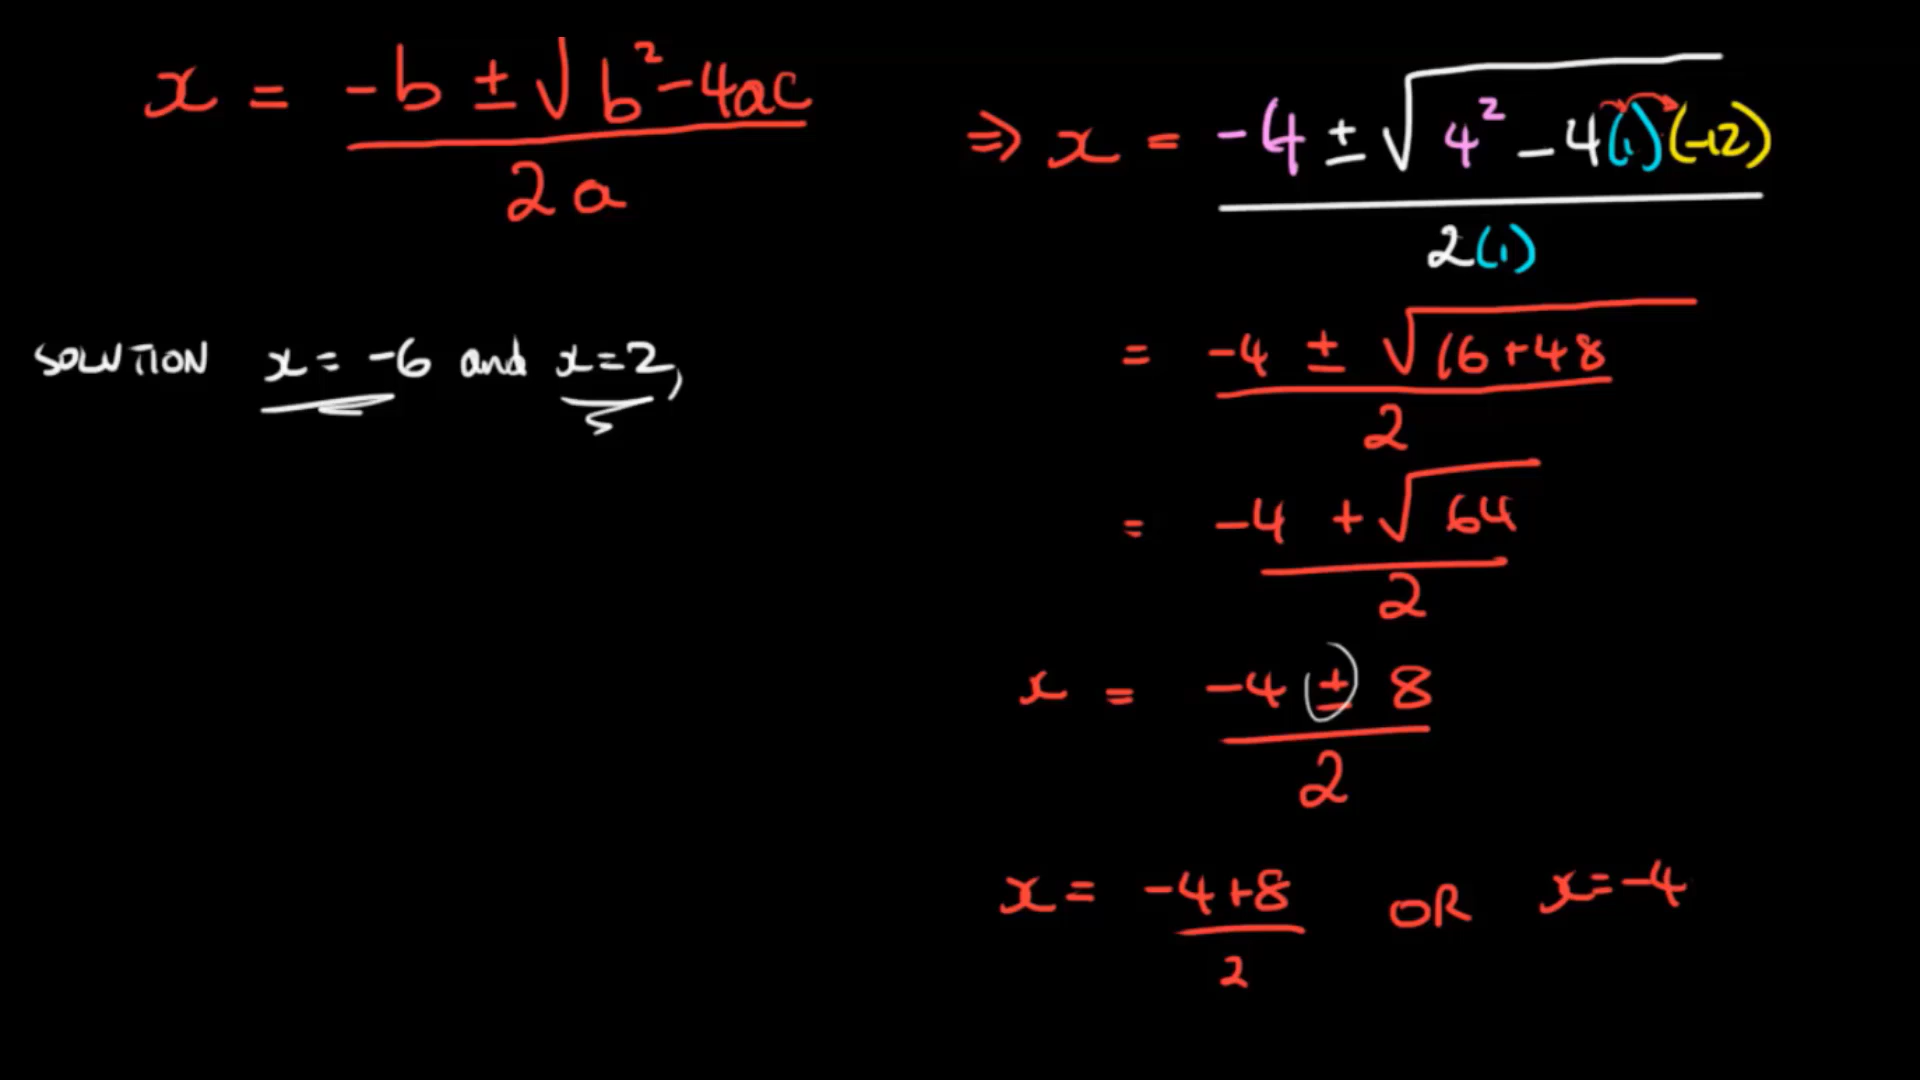 x = -b ± √b² - 4ac
2a
SOLUTION x = -6 and x = 2,
⇒ x = -4 ± √4² - 4(1)(-12)
2(1)
= -4 ± √16 + 48
2
= -4 + √64
2
x = -4 ± 8
2
x = -4 + 8 OR x = -4
2